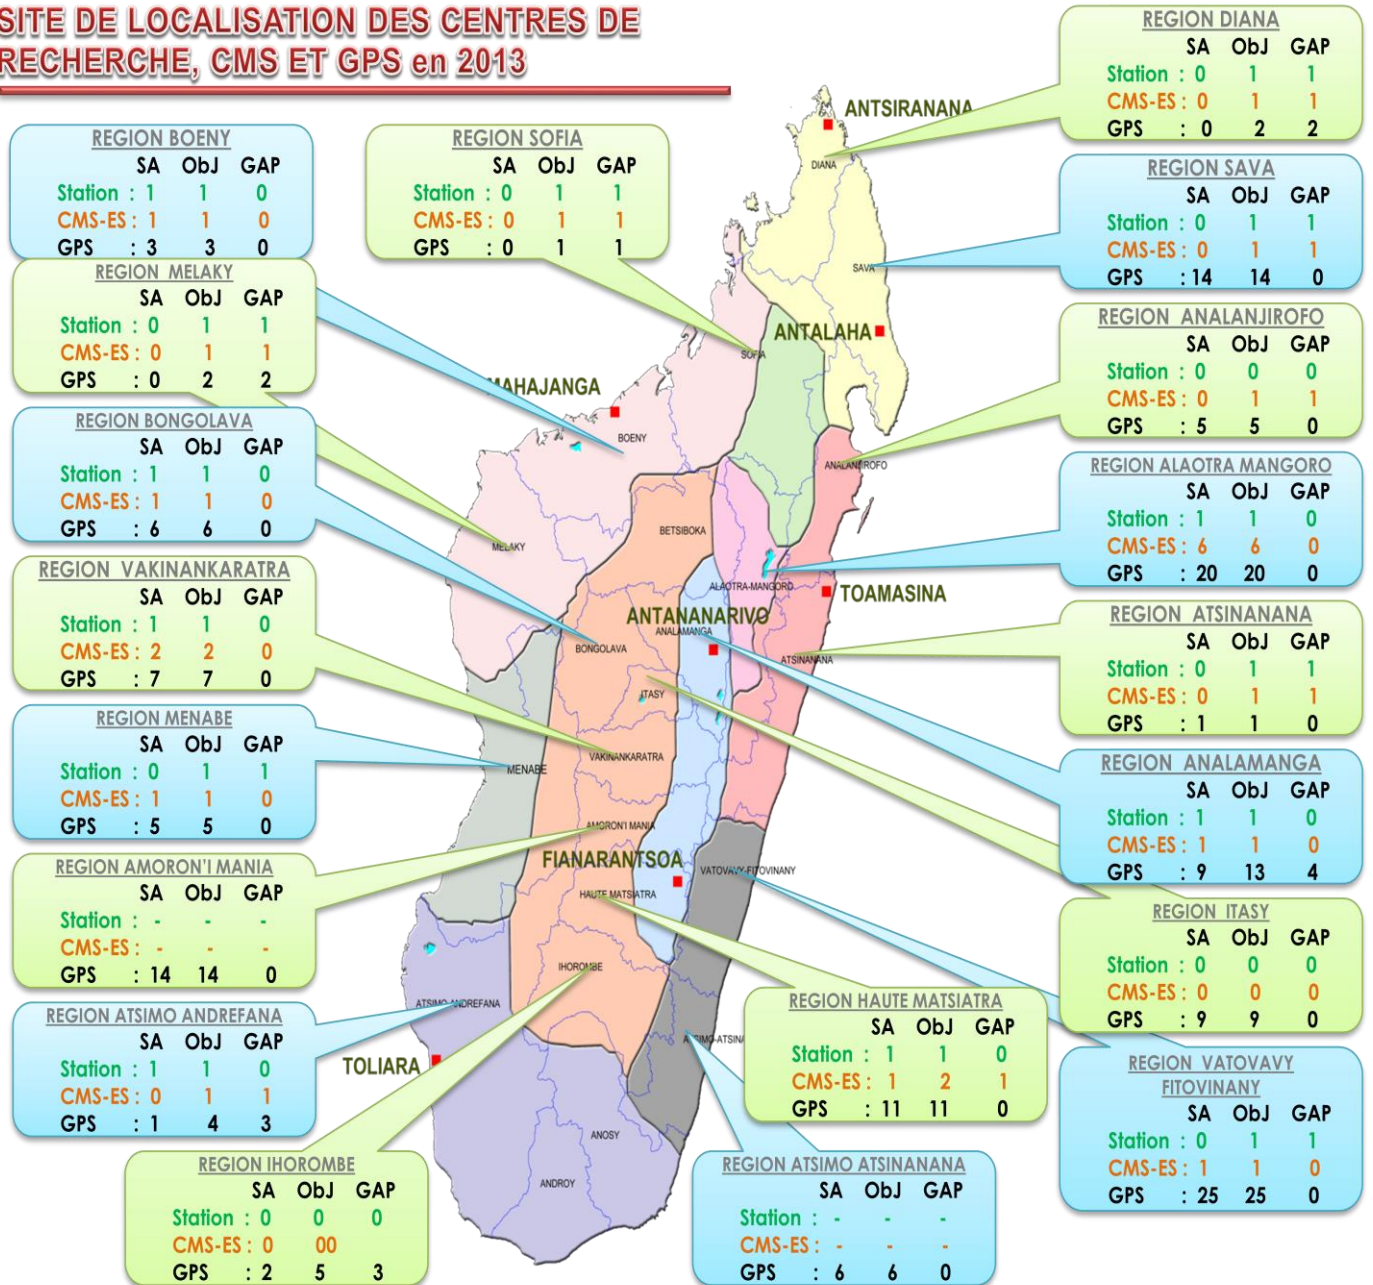 SITE DE LOCALISATION DES CENTRES DE
RECHERCHE, CMS ET GPS en 2013
REGION BOENY
SA ObJ GAP
Station : 1 1 0
CMS-ES : 1 1 0
GPS : 3 3 0
REGION MELAKY
SA ObJ GAP
Station : 0 1 1
CMS-ES : 0 1 1
GPS : 0 2 2
REGION BONGOLAVA
SA ObJ GAP
Station : 1 1 0
CMS-ES : 1 1 0
GPS : 6 6 0
REGION VAKINANKARATRA
SA ObJ GAP
Station : 1 1 0
CMS-ES : 2 2 0
GPS : 7 7 0
REGION MENABE
SA ObJ GAP
Station : 0 1 1
CMS-ES : 1 1 0
GPS : 5 5 0
REGION AMORON'I MANIA
SA ObJ GAP
Station : - - -
CMS-ES : - - -
GPS : 14 14 0
REGION ATSIMO ANDREFANA
SA ObJ GAP
Station : 1 1 0
CMS-ES : 0 1 1
GPS : 1 4 3
REGION IHOROMBE
SA ObJ GAP
Station : 0 0 0
CMS-ES : 0 00
GPS : 2 5 3
REGION SOFIA
SA ObJ GAP
Station : 0 1 1
CMS-ES : 0 1 1
GPS : 0 1 1
ANTSIRANANA
DIANA
SAVA
ANTALAHA
SOFIA
MAHAJANGA
BOENY
ANALANJIROFO
BETSIBOKA
MELAKY
ALAOTRA-MANGORO
TOAMASINA
ANTANANARIVO
ANALAMANGA
BONGOLAVA
ATSINANANA
ITASY
VAKINANKARATRA
MENABE
AMORON'I MANIA
FIANARANTSOA
VATOVAVY-FITOVINANY
HAUTE MATSIATRA
IHOROMBE
ATSIMO-ANDREFANA
ATSIMO-ATSINA
TOLIARA
ANOSY
ANDROY
REGION DIANA
SA ObJ GAP
Station : 0 1 1
CMS-ES : 0 1 1
GPS : 0 2 2
REGION SAVA
SA ObJ GAP
Station : 0 1 1
CMS-ES : 0 1 1
GPS : 14 14 0
REGION ANALANJIROFO
SA ObJ GAP
Station : 0 0 0
CMS-ES : 0 1 1
GPS : 5 5 0
REGION ALAOTRA MANGORO
SA ObJ GAP
Station : 1 1 0
CMS-ES : 6 6 0
GPS : 20 20 0
REGION ATSINANANA
SA ObJ GAP
Station : 0 1 1
CMS-ES : 0 1 1
GPS : 1 1 0
REGION ANALAMANGA
SA ObJ GAP
Station : 1 1 0
CMS-ES : 1 1 0
GPS : 9 13 4
REGION ITASY
SA ObJ GAP
Station : 0 0 0
CMS-ES : 0 0 0
GPS : 9 9 0
REGION HAUTE MATSIATRA
SA ObJ GAP
Station : 1 1 0
CMS-ES : 1 2 1
GPS : 11 11 0
REGION VATOVAVY
FITOVINANY
SA ObJ GAP
Station : 0 1 1
CMS-ES : 1 1 0
GPS : 25 25 0
REGION ATSIMO ATSINANANA
SA ObJ GAP
Station : - - -
CMS-ES : - - -
GPS : 6 6 0